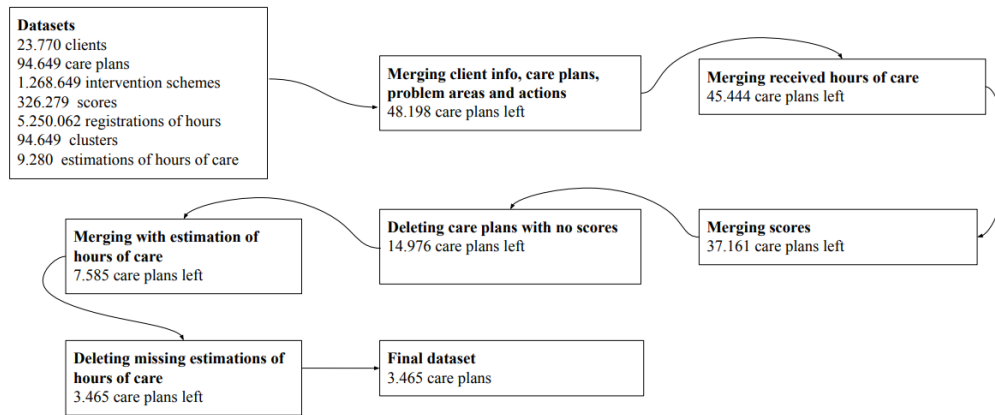 Datasets
23.770 clients
94.649 care plans
1.268.649 intervention schemes
326.279 scores
5.250.062 registrations of hours
94.649 clusters
9.280 estimations of hours of care
Merging client info, care plans,
problem areas and actions
48.198 care plans left
Merging received hours of care
45.444 care plans left
Merging scores
37.161 care plans left
Deleting care plans with no scores
14.976 care plans left
Merging with estimation of
hours of care
7.585 care plans left
Deleting missing estimations of
hours of care
3.465 care plans left
Final dataset
3.465 care plans